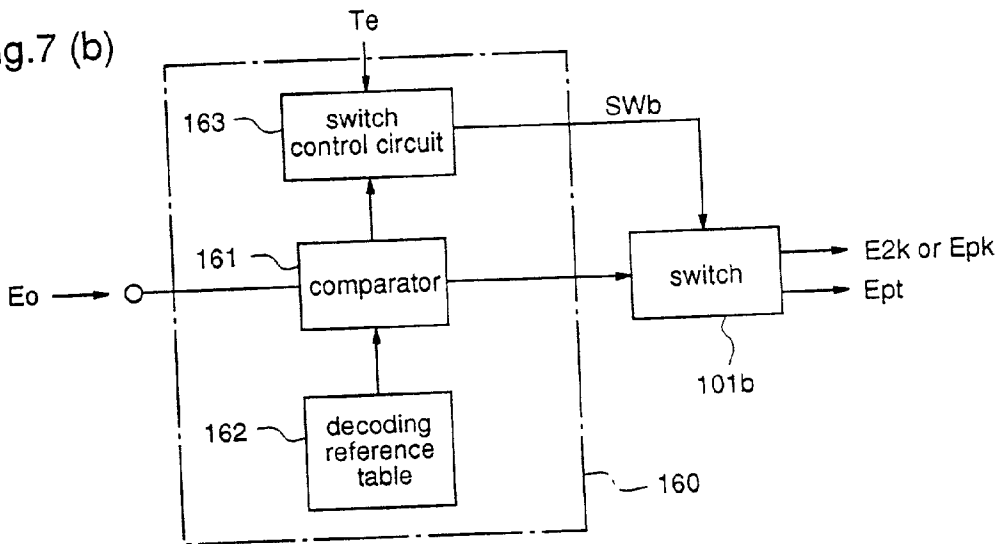 g.7 (b)
Te
163
switch
control circuit
SWb
161
comparator
Eo
switch
E2k or Epk
Ept
101b
162
decoding
reference
table
160